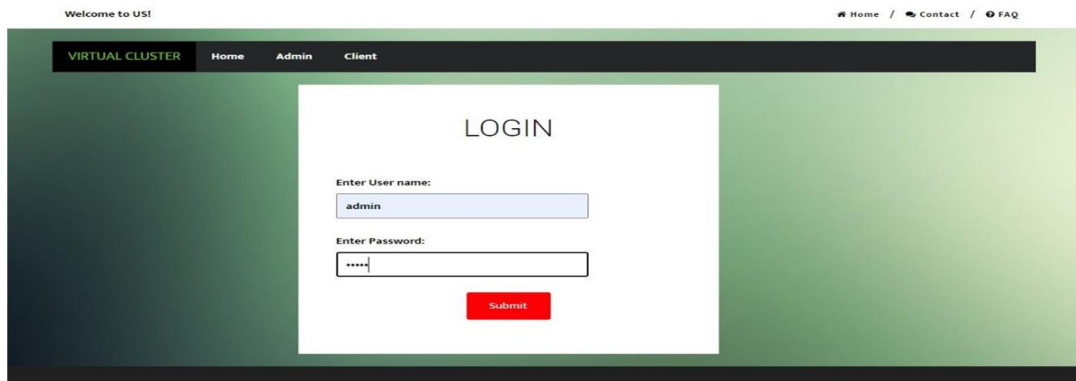 Welcome to US!
Home / Contact / FAQ
VIRTUAL CLUSTER Home Admin Client
LOGIN
Enter User name:
admin
Enter Password:
•••••
Submit